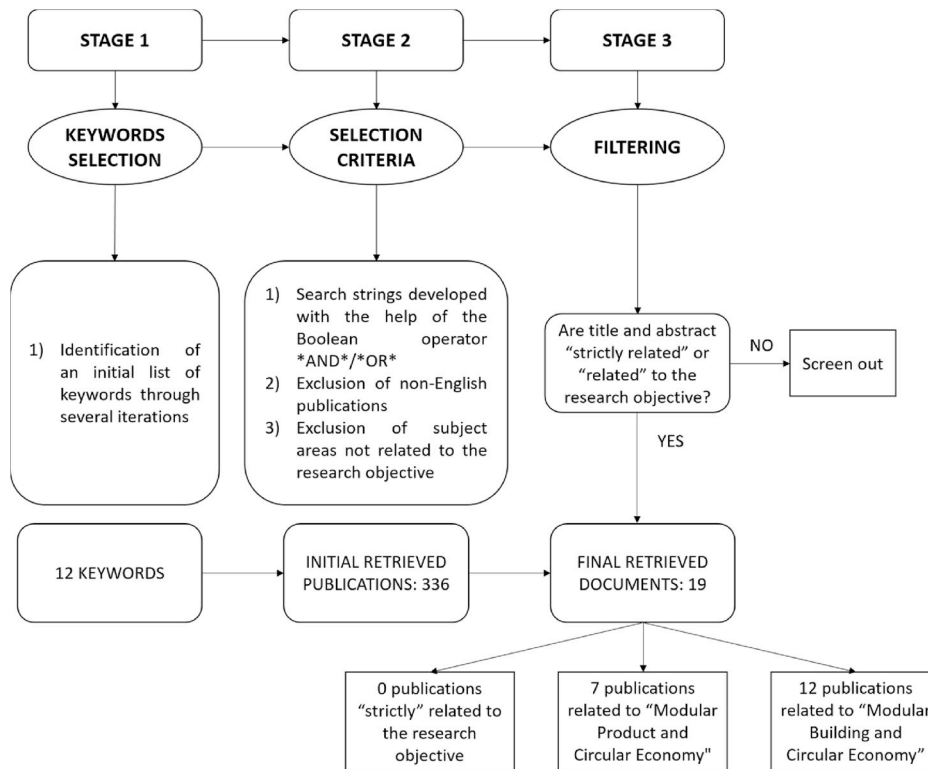 STAGE 1
STAGE 2
STAGE 3
KEYWORDS
SELECTION
SELECTION
CRITERIA
FILTERING
1) Identification of
an initial list of
keywords through
several iterations
1) Search strings developed
with the help of the
Boolean operator
*AND*/*OR*
2) Exclusion of non-English
publications
3) Exclusion of subject
areas not related to the
research objective
Are title and abstract
“strictly related” or
“related” to the
research objective?
NO
Screen out
YES
12 KEYWORDS
INITIAL RETRIEVED
PUBLICATIONS: 336
FINAL RETRIEVED
DOCUMENTS: 19
0 publications
“strictly” related to
the research
objective
7 publications
related to “Modular
Product and
Circular Economy"
12 publications
related to “Modular
Building and
Circular Economy”